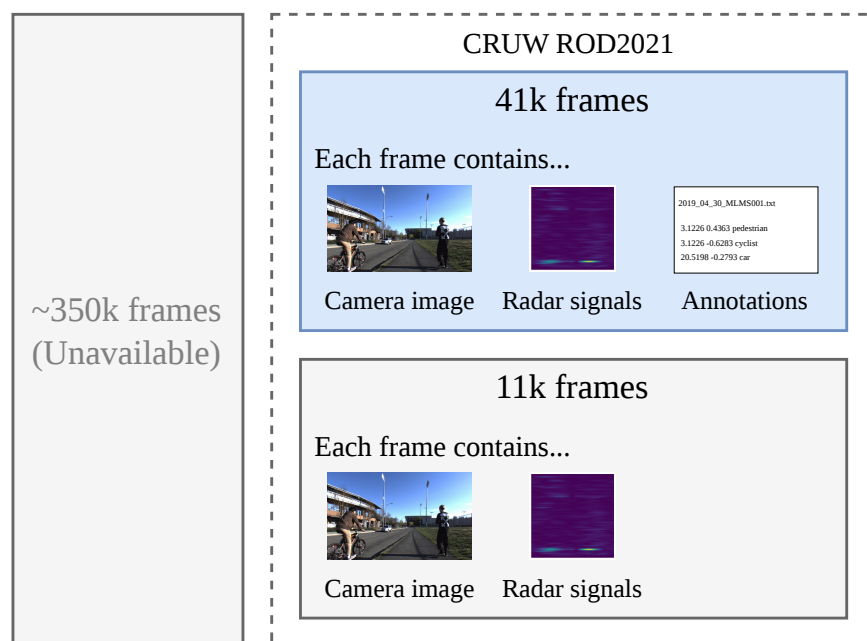 ~350k frames
(Unavailable)
CRUW ROD2021
41k frames
Each frame contains...
2019_04_30_MLMS001.txt
3.1226 0.4363 pedestrian
3.1226 -0.6283 cyclist
20.5198 -0.2793 car
Camera image
Radar signals
Annotations
11k frames
Each frame contains...
Camera image
Radar signals